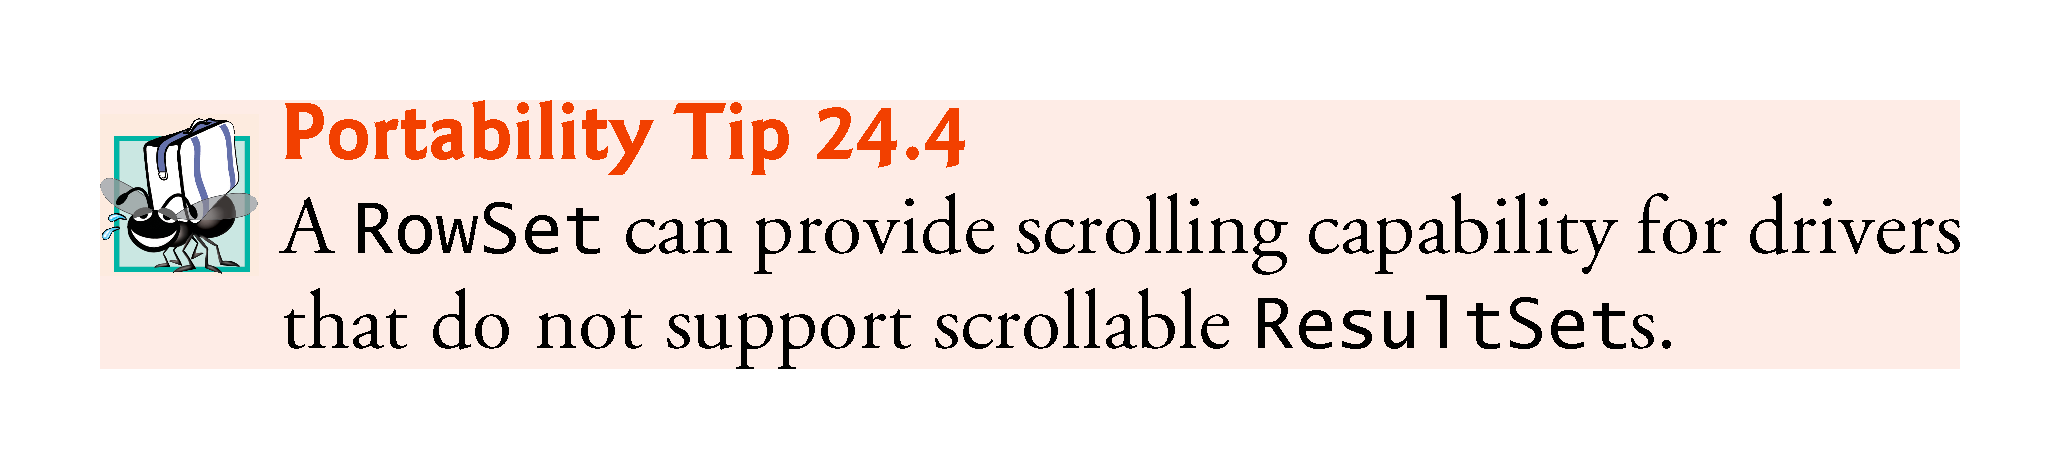 Portability Tip 24.4
A RowSet can provide scrolling capability for drivers
that do not support scrollable ResultSets.